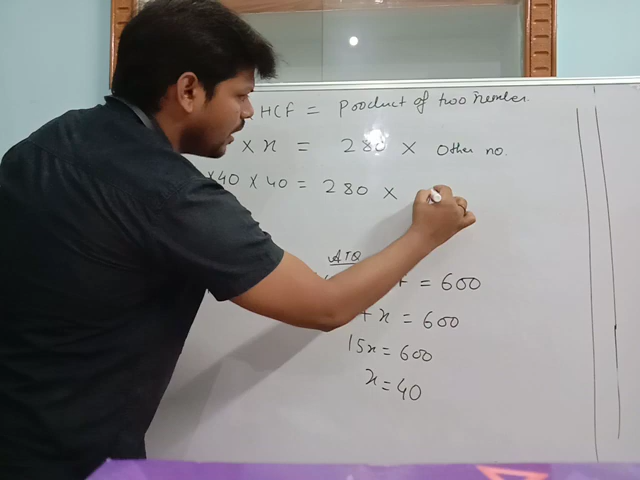 HCF = Product of two number.
× x = 280 × Other no.
×40 × 40 = 280 ×
ATQ
= 600
+ x = 600
15x = 600
x = 40